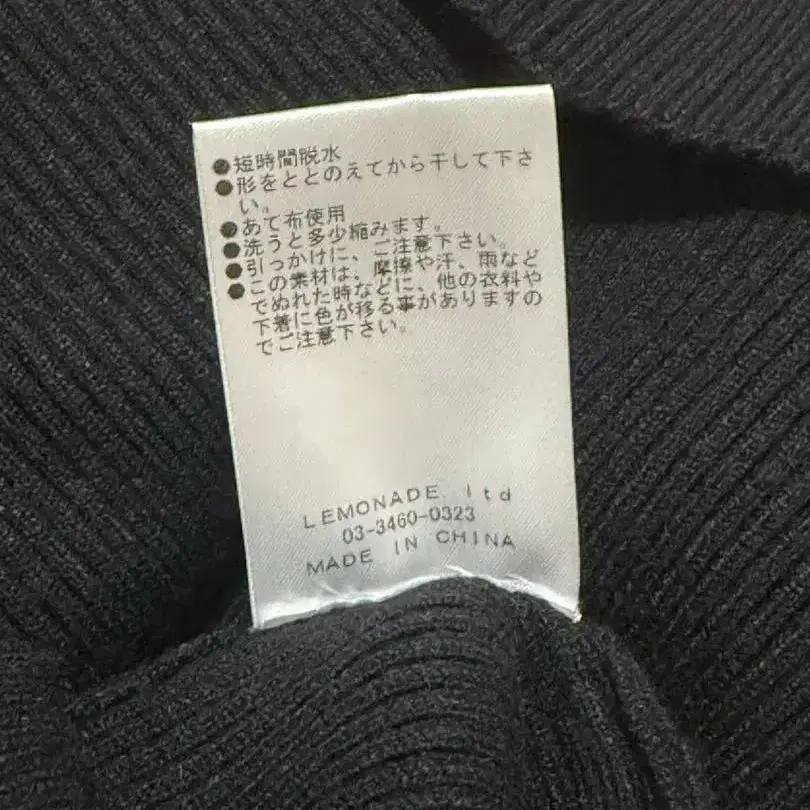 ●短時間脱水
●形をととのえてから干して下さ
い。
●あて布使用
●洗うと多少縮みます。
●引っかけに、ご注意下さい。
●この素材は、摩擦や汗、雨など
でぬれた時などに、他の衣料や
下着に色が移る事がありますの
でご注意下さい。
LEMONADE ltd
03-3460-0323
MADE IN CHINA